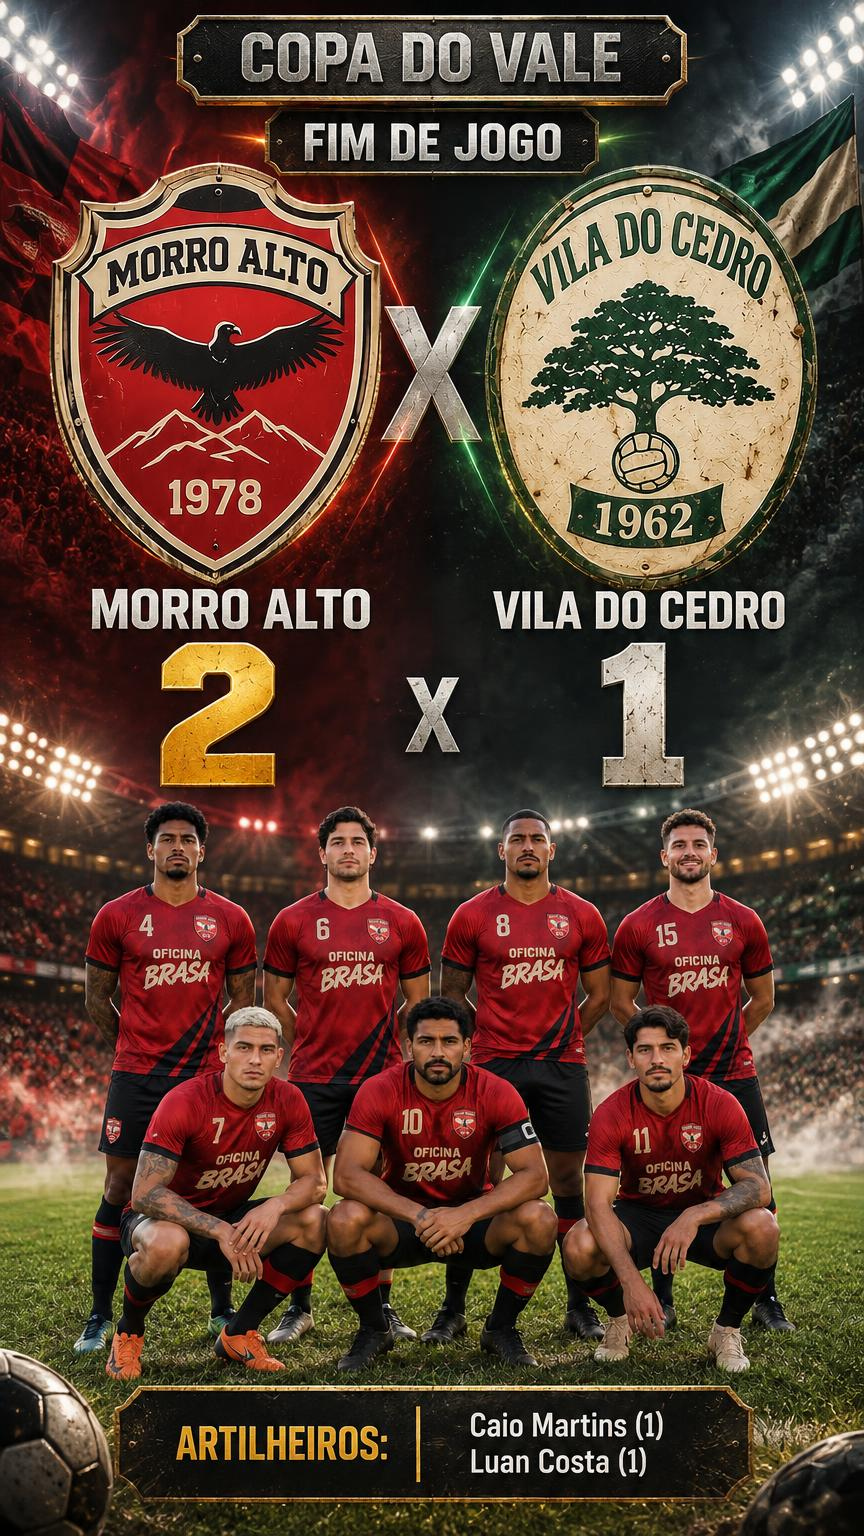 COPA DO VALE
FIM DE JOGO
MORRO ALTO
1978
X
VILA DO CEDRO
1962
MORRO ALTO
VILA DO CEDRO
2 X 1
4
OFICINA
BRASA
6
OFICINA
BRASA
8
OFICINA
BRASA
15
OFICINA
BRASA
7
OFICINA
BRASA
10
OFICINA
BRASA
C
11
OFICINA
BRASA
ARTILHEIROS:
Caio Martins (1)
Luan Costa (1)